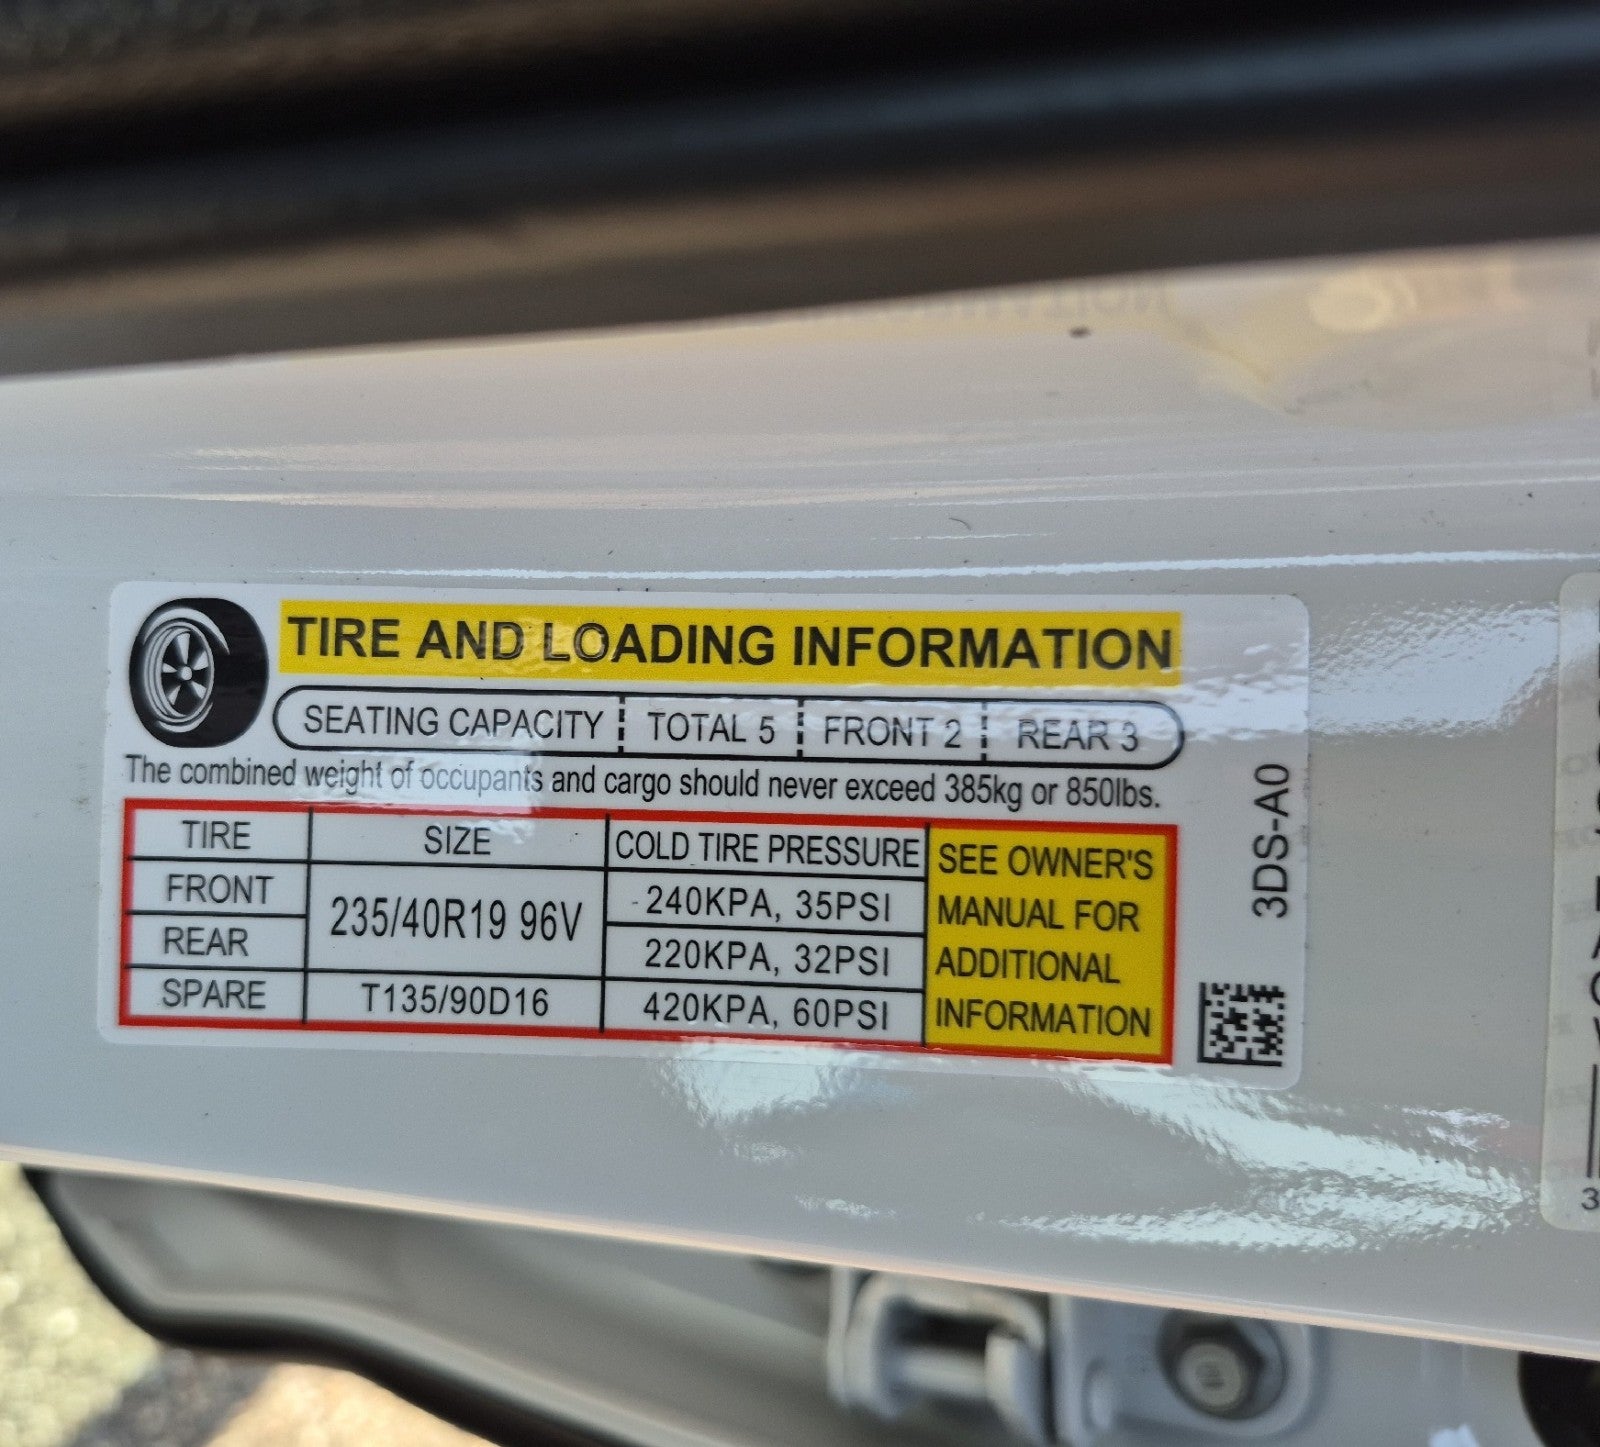 TIRE AND LOADING INFORMATION
SEATING CAPACITY TOTAL 5 FRONT 2 REAR 3
The combined weight of occupants and cargo should never exceed 385kg or 850lbs.
TIRE SIZE COLD TIRE PRESSURE
FRONT 235/40R19 96V 240KPA, 35PSI
REAR 220KPA, 32PSI
SPARE T135/90D16 420KPA, 60PSI
SEE OWNER'S
MANUAL FOR
ADDITIONAL
INFORMATION
3DS-A0